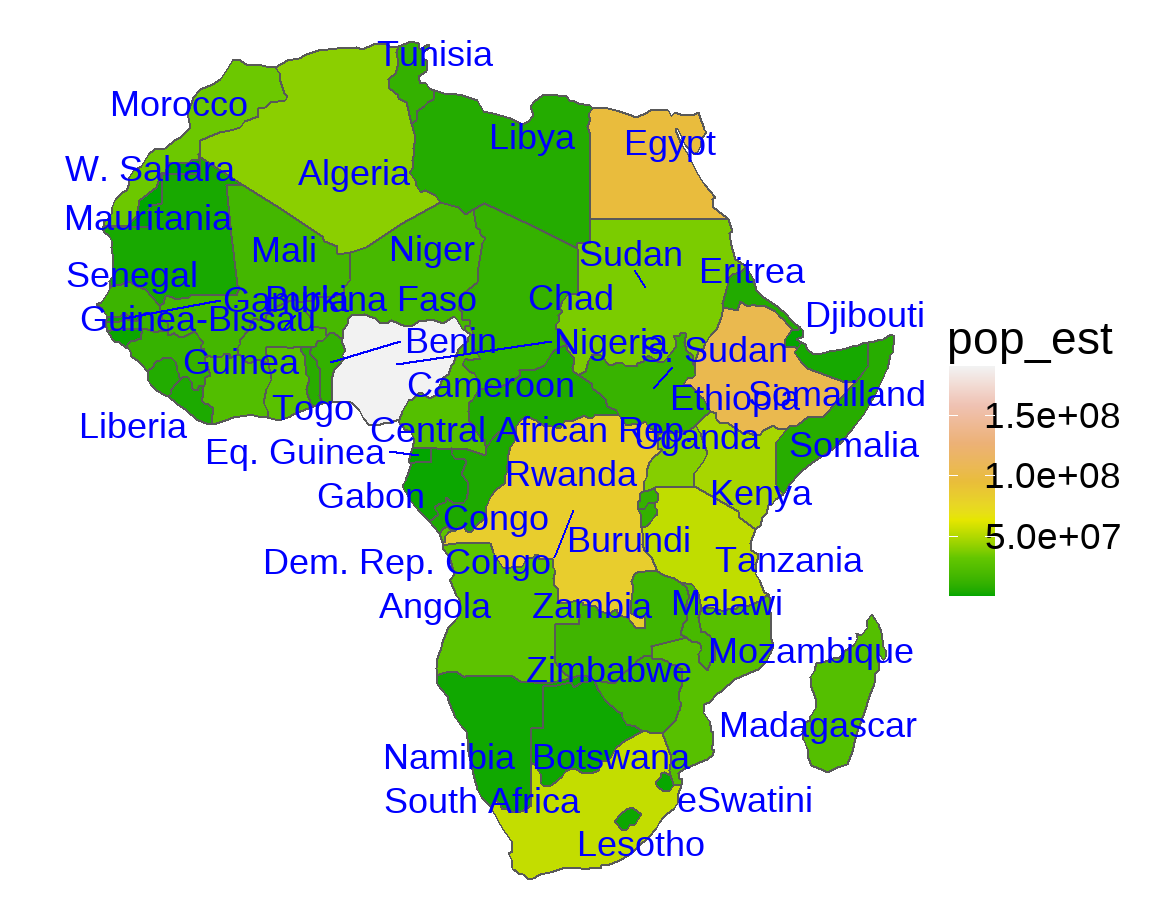 Tunisia
Morocco
Libya
Egypt
W. Sahara
Algeria
Mauritania
Mali
Niger
Sudan
Senegal
Eritrea
Gambia
Burkina Faso
Chad
Guinea-Bissau
Djibouti
Benin
Nigeria
S. Sudan
Guinea
Cameroon
Ethiopia
Somaliland
Togo
Liberia
Central African Rep.
Uganda
Somalia
Eq. Guinea
Rwanda
Gabon
Kenya
Congo
Burundi
Dem. Rep. Congo
Tanzania
Angola
Zambia
Malawi
Mozambique
Zimbabwe
Madagascar
Namibia
Botswana
South Africa
eSwatini
Lesotho
pop_est
1.5e+08
1.0e+08
5.0e+07